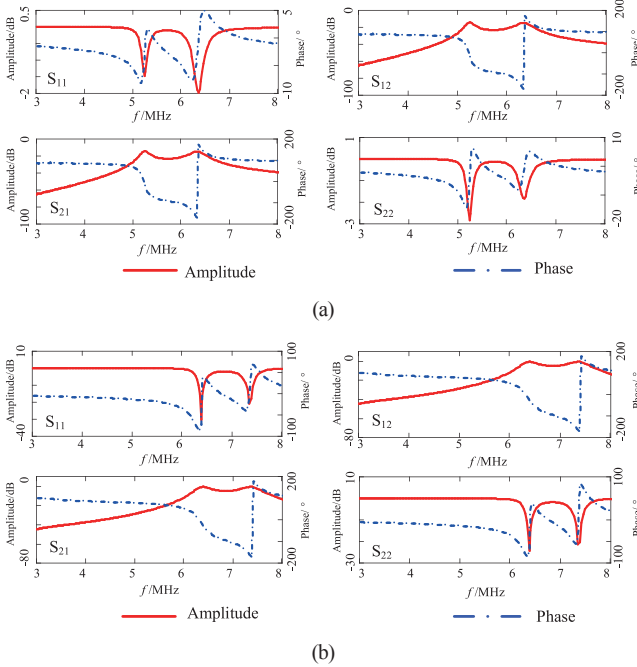 0.5 5
Amplitude/dB Phase/ °
S11
-2 -10
3 4 5 6 7 8
f/MHz
0 200
Amplitude/dB Phase/ °
S12
-100 -200
3 4 5 6 7 8
f/MHz
0 200
Amplitude/dB Phase/ °
S21
-100 -200
3 4 5 6 7 8
f/MHz
1 10
Amplitude/dB Phase/ °
S22
-3 -20
3 4 5 6 7 8
f/MHz
Amplitude Phase
(a)
10 100
Amplitude/dB Phase/ °
S11
-40 -100
3 4 5 6 7 8
f/MHz
0 200
Amplitude/dB Phase/ °
S12
-80 -200
3 4 5 6 7 8
f/MHz
0 200
Amplitude/dB Phase/ °
S21
-80 -200
3 4 5 6 7 8
f/MHz
10 100
Amplitude/dB Phase/ °
S22
-30 -100
3 4 5 6 7 8
f/MHz
Amplitude Phase
(b)